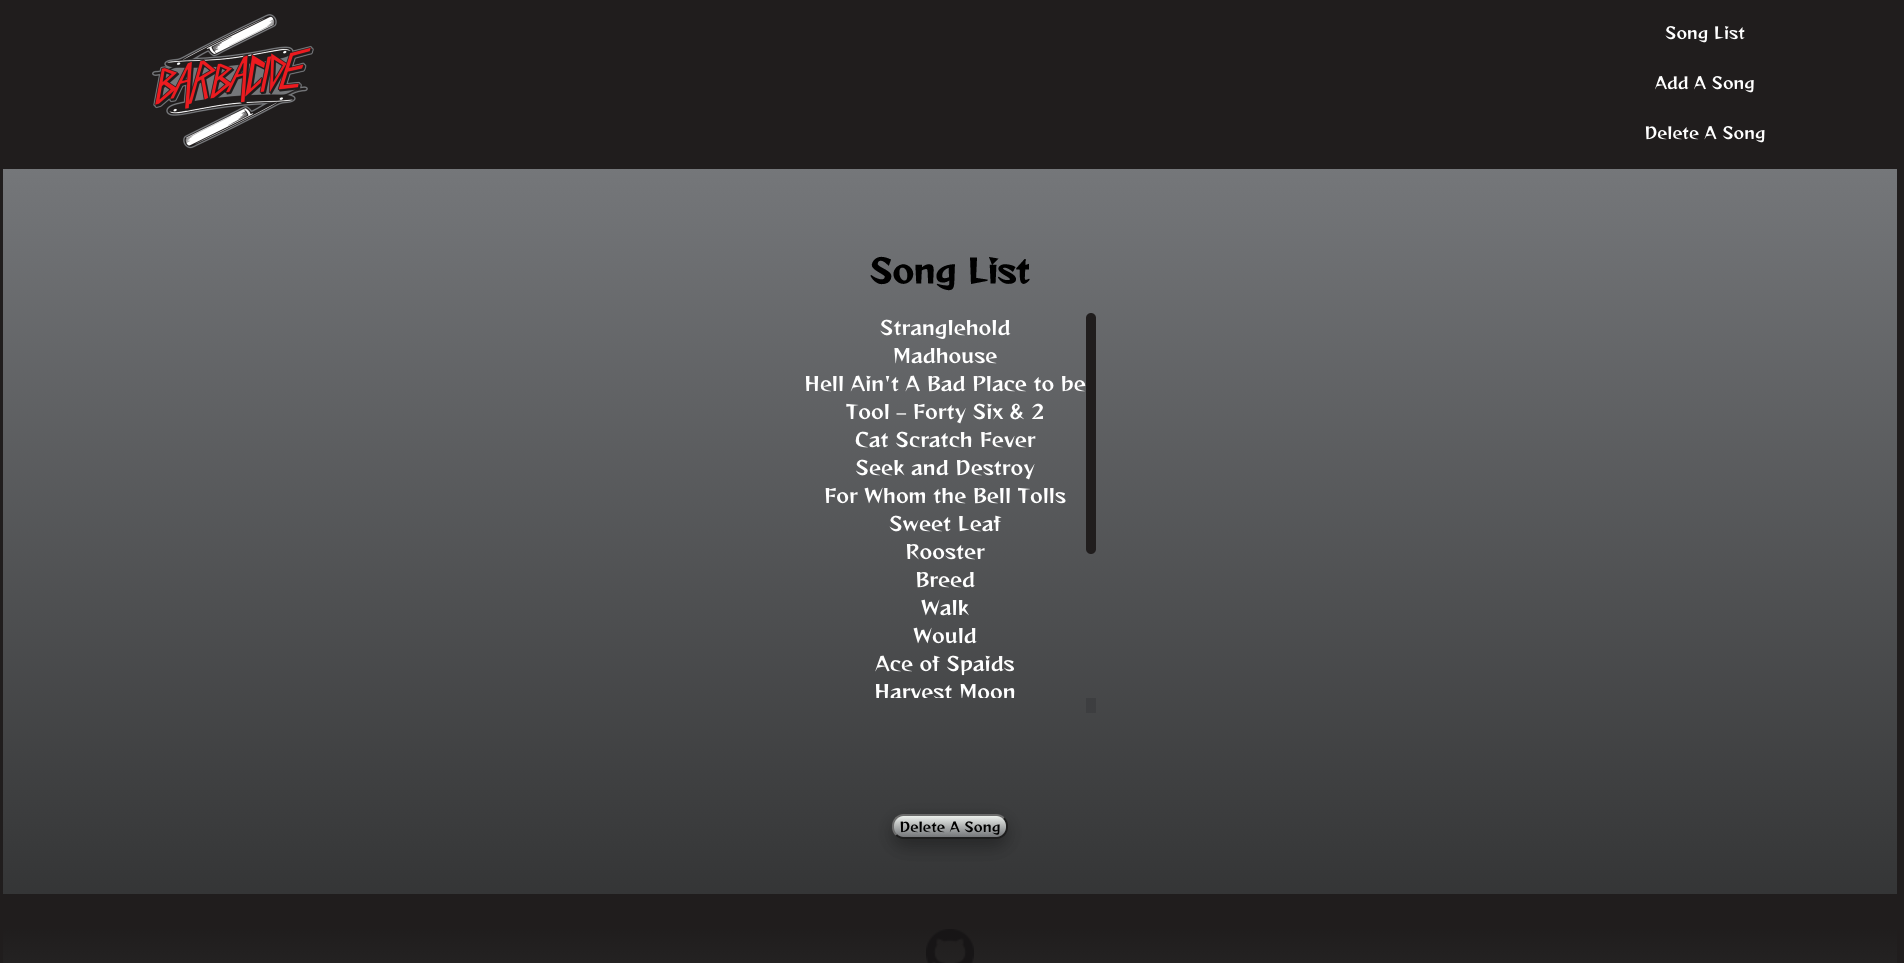 BARBACIDE
Song List
Add A Song
Delete A Song
Song List
Stranglehold
Madhouse
Hell Ain't A Bad Place to be
Tool – Forty Six & 2
Cat Scratch Fever
Seek and Destroy
For Whom the Bell Tolls
Sweet Leaf
Rooster
Breed
Walk
Would
Ace of Spaids
Harvest Moon
Delete A Song